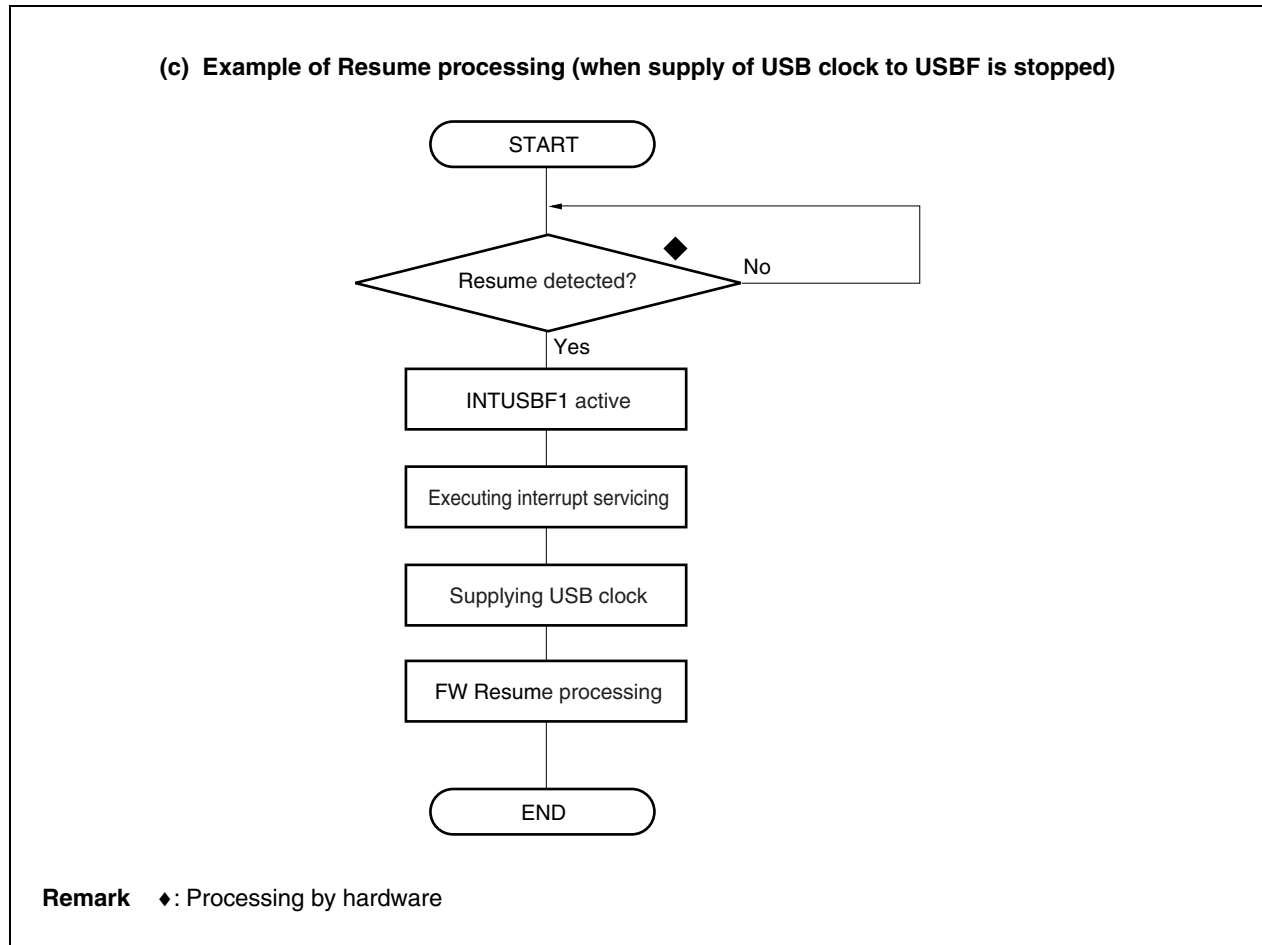 (c) Example of Resume processing (when supply of USB clock to USBF is stopped)
START
Resume detected?
No
Yes
INTUSBF1 active
Executing interrupt servicing
Supplying USB clock
FW Resume processing
END
Remark ♦: Processing by hardware